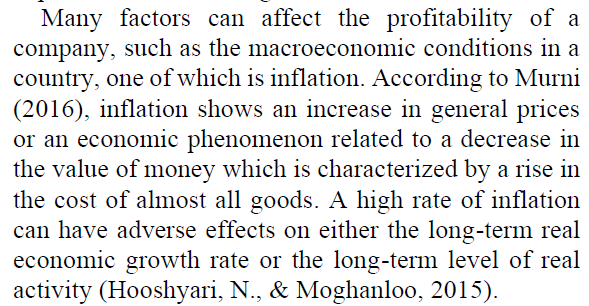 Many factors can affect the profitability of a
company, such as the macroeconomic conditions in a
country, one of which is inflation. According to Murni
(2016), inflation shows an increase in general prices
or an economic phenomenon related to a decrease in
the value of money which is characterized by a rise in
the cost of almost all goods. A high rate of inflation
can have adverse effects on either the long-term real
economic growth rate or the long-term level of real
activity (Hooshyari, N., & Moghanloo, 2015).